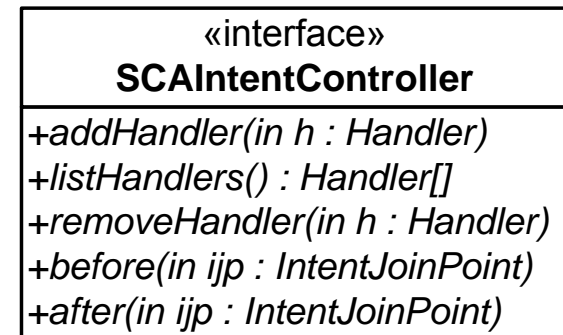 «interface»
SCAIntentController
+addHandler(in h : Handler)
+listHandlers() : Handler[]
+removeHandler(in h : Handler)
+before(in ijp : IntentJoinPoint)
+after(in ijp : IntentJoinPoint)